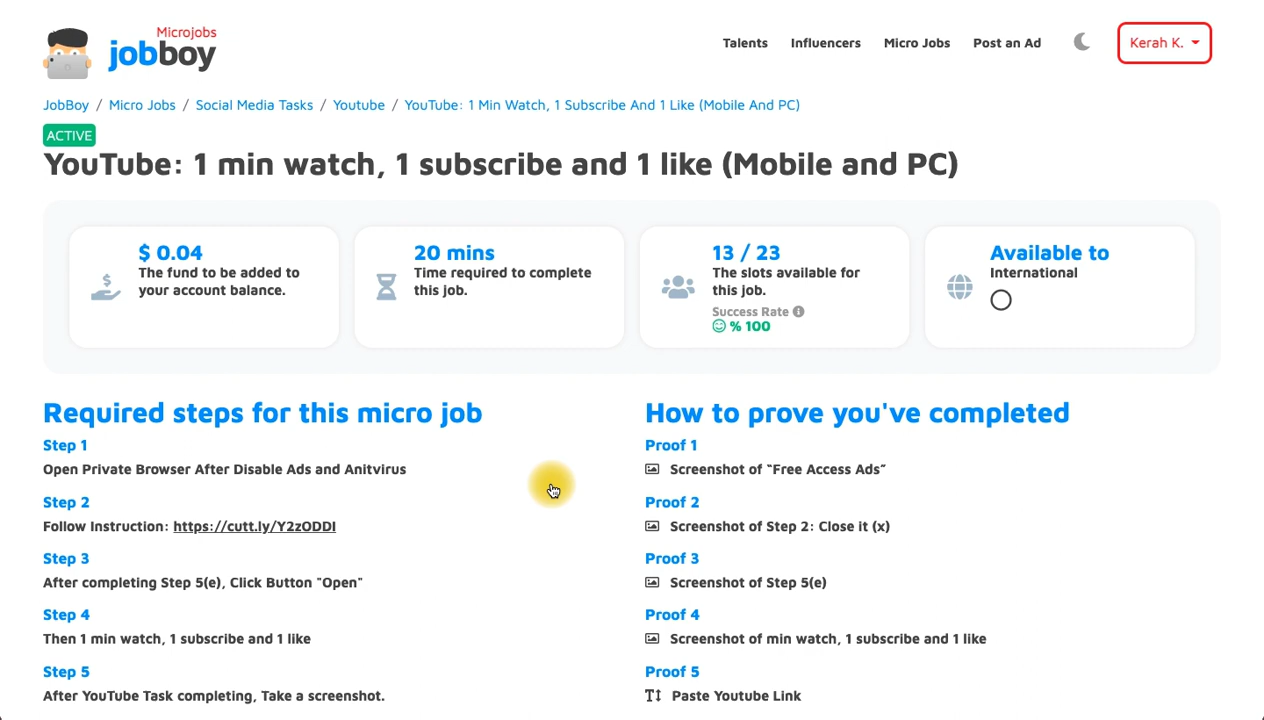 Microjobs
jobboy
Talents Influencers Micro Jobs Post an Ad Kerah K.
JobBoy / Micro Jobs / Social Media Tasks / Youtube / YouTube: 1 Min Watch, 1 Subscribe And 1 Like (Mobile And PC)
ACTIVE
YouTube: 1 min watch, 1 subscribe and 1 like (Mobile and PC)
$ 0.04
The fund to be added to
your account balance.
20 mins
Time required to complete
this job.
13 / 23
The slots available for
this job.
Success Rate
% 100
Available to
International
Required steps for this micro job
Step 1
Open Private Browser After Disable Ads and Anitvirus
Step 2
Follow Instruction: https://cutt.ly/Y2zODDI
Step 3
After completing Step 5(e), Click Button "Open"
Step 4
Then 1 min watch, 1 subscribe and 1 like
Step 5
After YouTube Task completing, Take a screenshot.
How to prove you've completed
Proof 1
Screenshot of “Free Access Ads”
Proof 2
Screenshot of Step 2: Close it (x)
Proof 3
Screenshot of Step 5(e)
Proof 4
Screenshot of min watch, 1 subscribe and 1 like
Proof 5
Paste Youtube Link